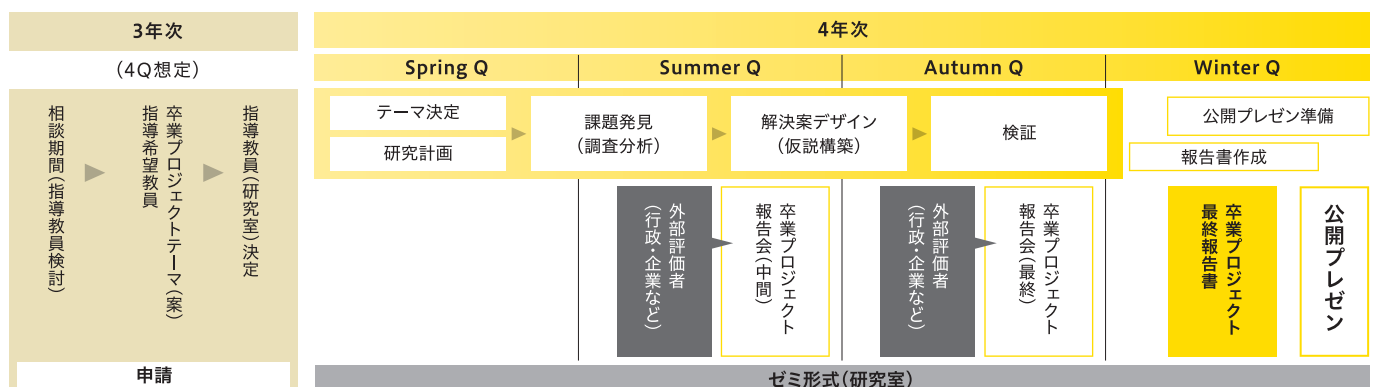 3年次
(4Q想定)
相談期間(指導教員検討)
卒業プロジェクトテーマ(案)
指導希望教員
指導教員(研究室)決定
申請
4年次
Spring Q
Summer Q
Autumn Q
Winter Q
テーマ決定
研究計画
課題発見
(調査分析)
解決案デザイン
(仮説構築)
検証
公開プレゼン準備
報告書作成
外部評価者
(行政・企業など)
卒業プロジェクト
報告会(中間)
外部評価者
(行政・企業など)
卒業プロジェクト
報告会(最終)
卒業プロジェクト
最終報告書
公開プレゼン
ゼミ形式(研究室)